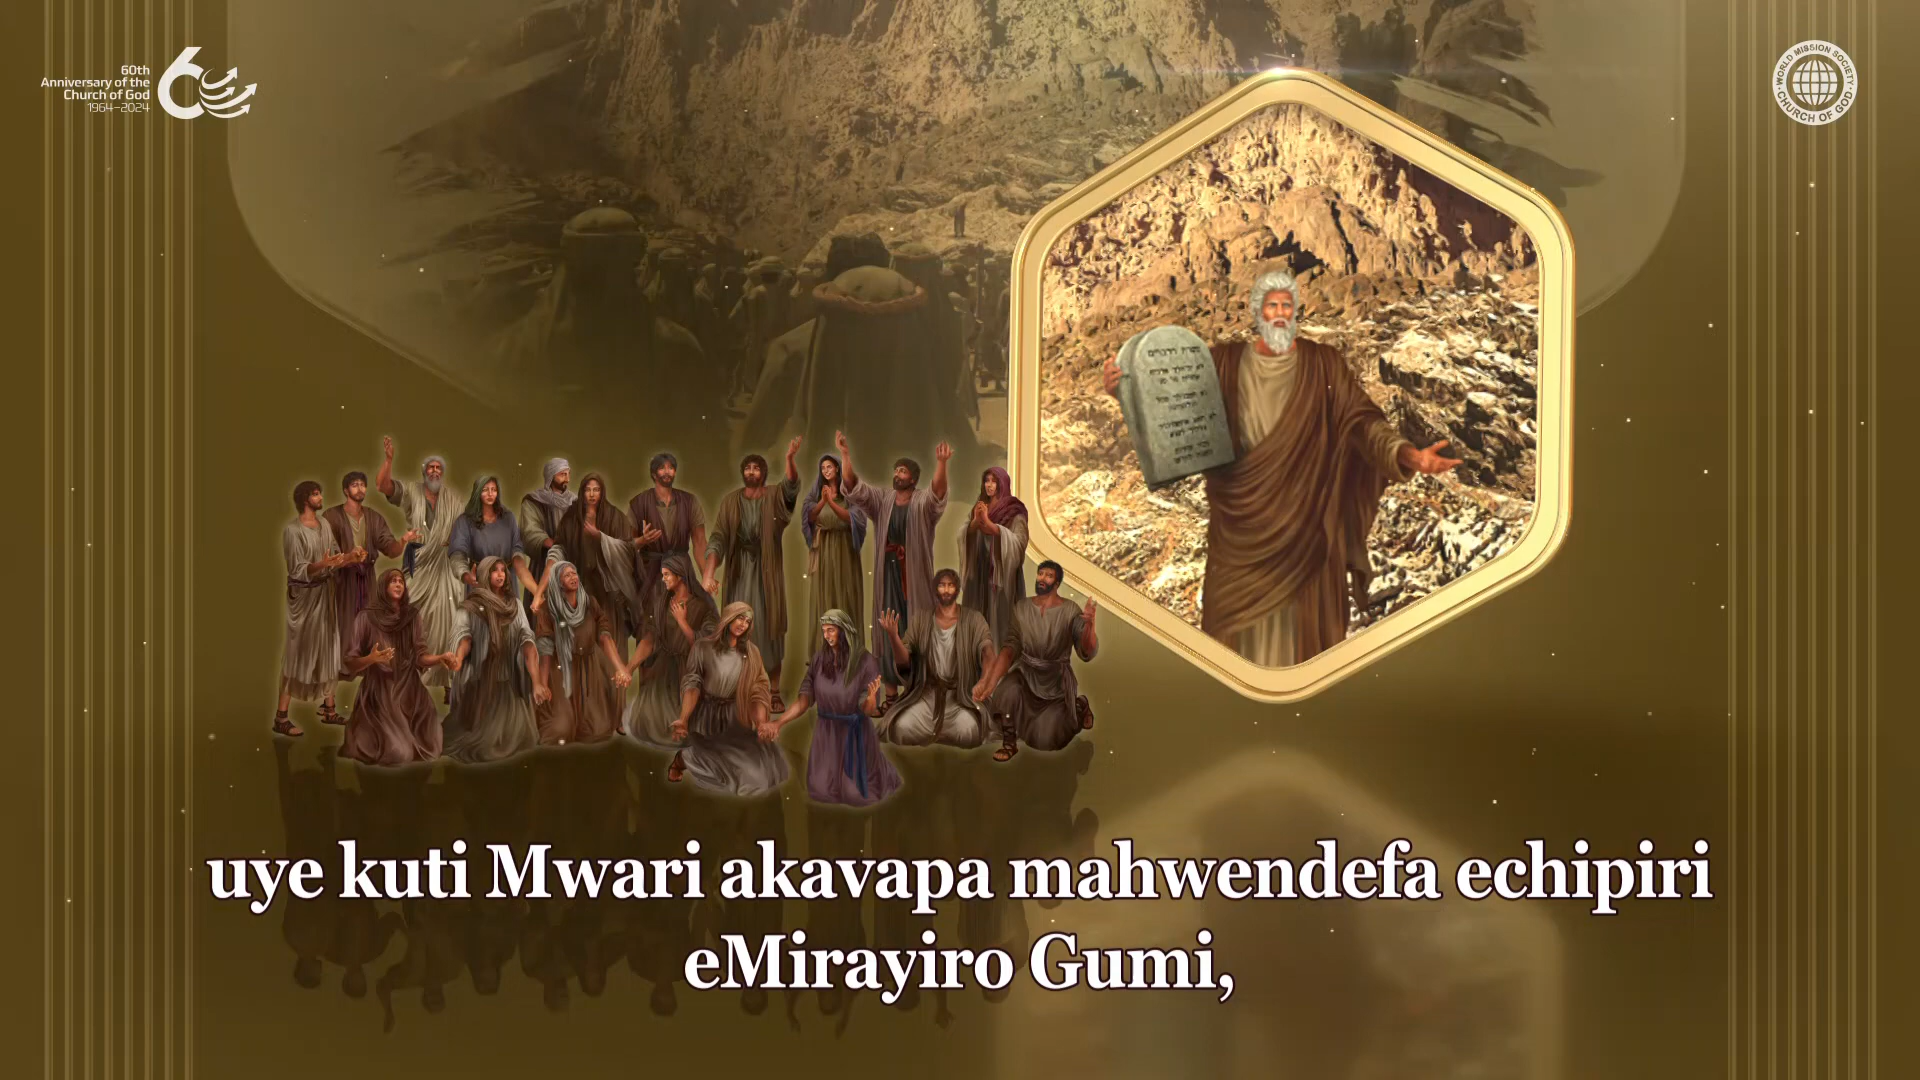 60th
Anniversary of the
Church of God
1964–2024
WORLD MISSION SOCIETY
CHURCH OF GOD
uye kuti Mwari akavapa mahwendefa echipiri
eMirayiro Gumi,